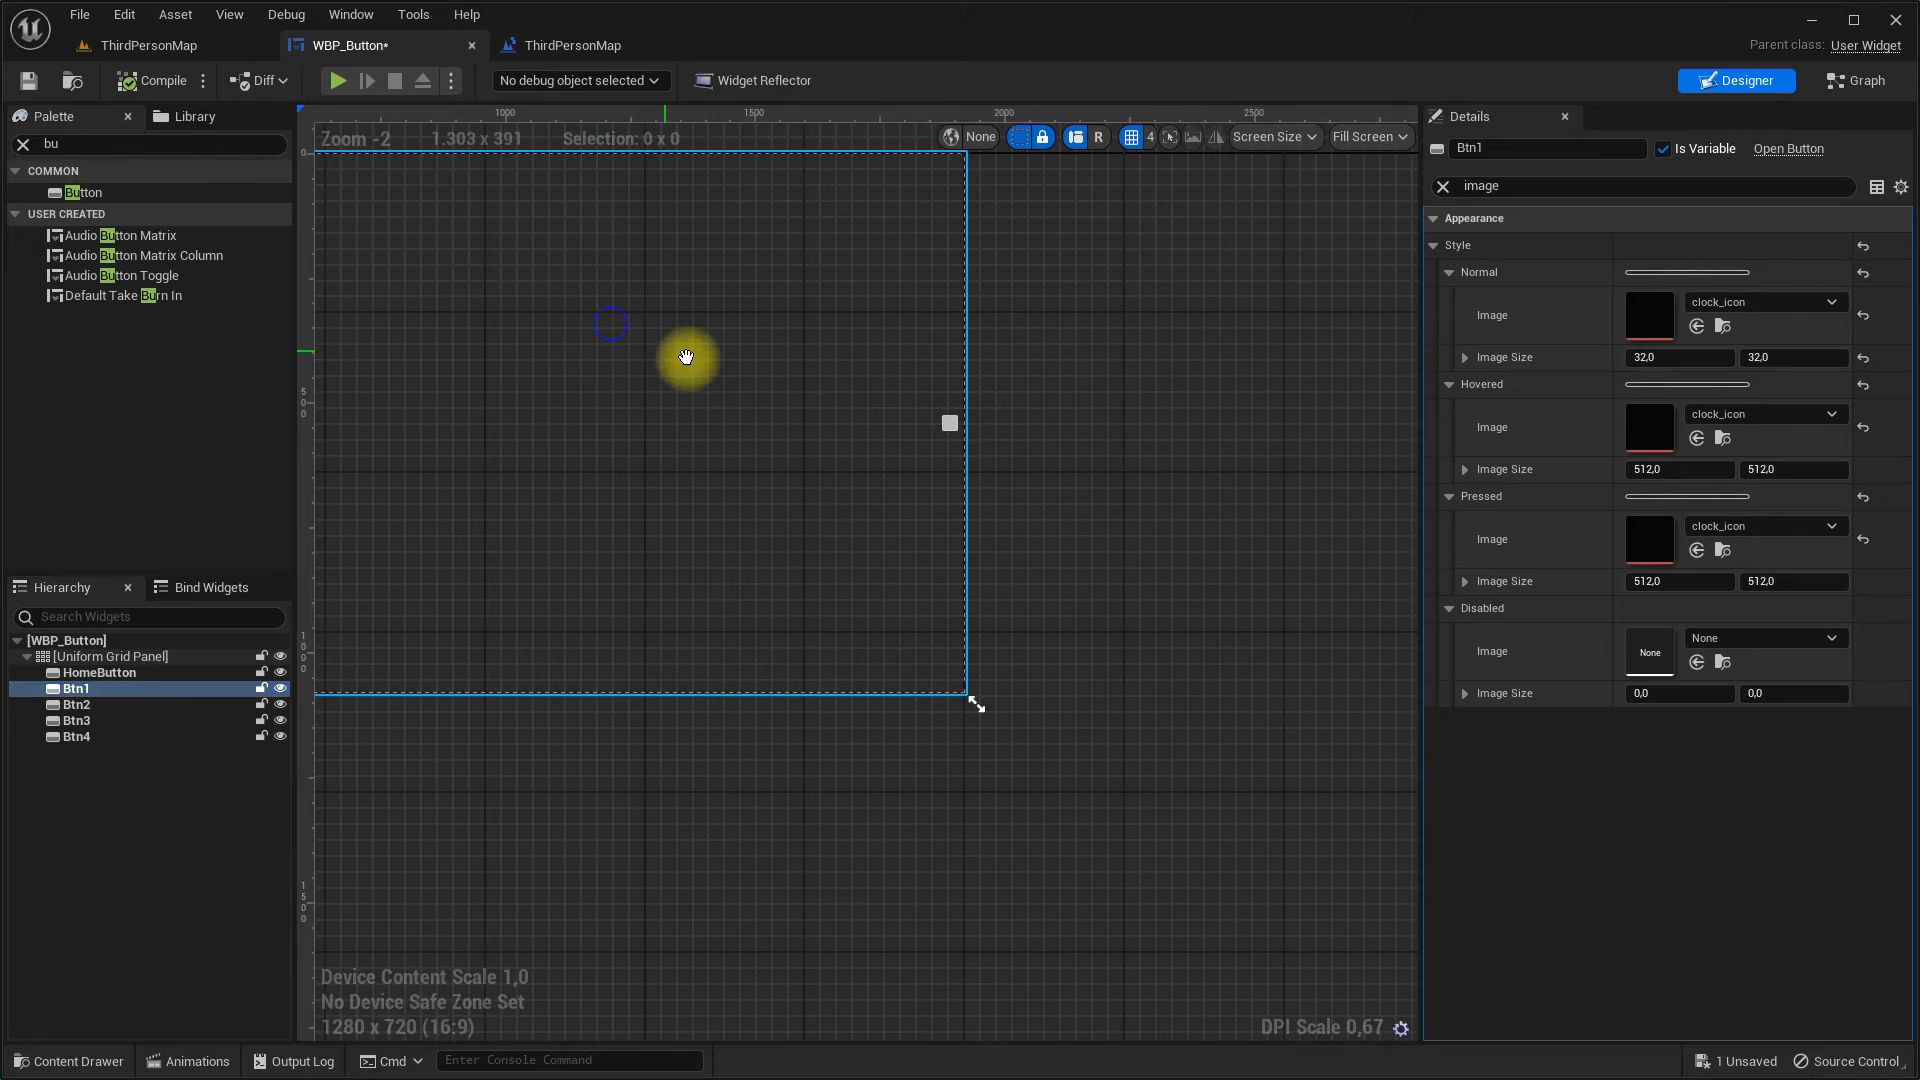 File Edit Asset View Debug Window Tools Help
ThirdPersonMap
WBP_Button*
ThirdPersonMap
Parent class: User Widget
Compile
Diff
No debug object selected
Widget Reflector
Designer
Graph
Palette
Library
bu
COMMON
Button
USER CREATED
Audio Button Matrix
Audio Button Matrix Column
Audio Button Toggle
Default Take Burn In
Hierarchy
Bind Widgets
Search Widgets
[WBP_Button]
[Uniform Grid Panel]
HomeButton
Btn1
Btn2
Btn3
Btn4
1000 1500 2000 2500
Zoom -2 1.303 x 391 Selection: 0 x 0
None
R
4
Screen Size
Fill Screen
0
500
1000
1500
Device Content Scale 1,0
No Device Safe Zone Set
1280 x 720 (16:9)
DPI Scale 0,67
Details
Btn1
Is Variable
Open Button
image
Appearance
Style
Normal
Image
clock_icon
Image Size 32,0 32,0
Hovered
Image
clock_icon
Image Size 512,0 512,0
Pressed
Image
clock_icon
Image Size 512,0 512,0
Disabled
Image
None
None
Image Size 0,0 0,0
Content Drawer
Animations
Output Log
Cmd
Enter Console Command
1 Unsaved
Source Control